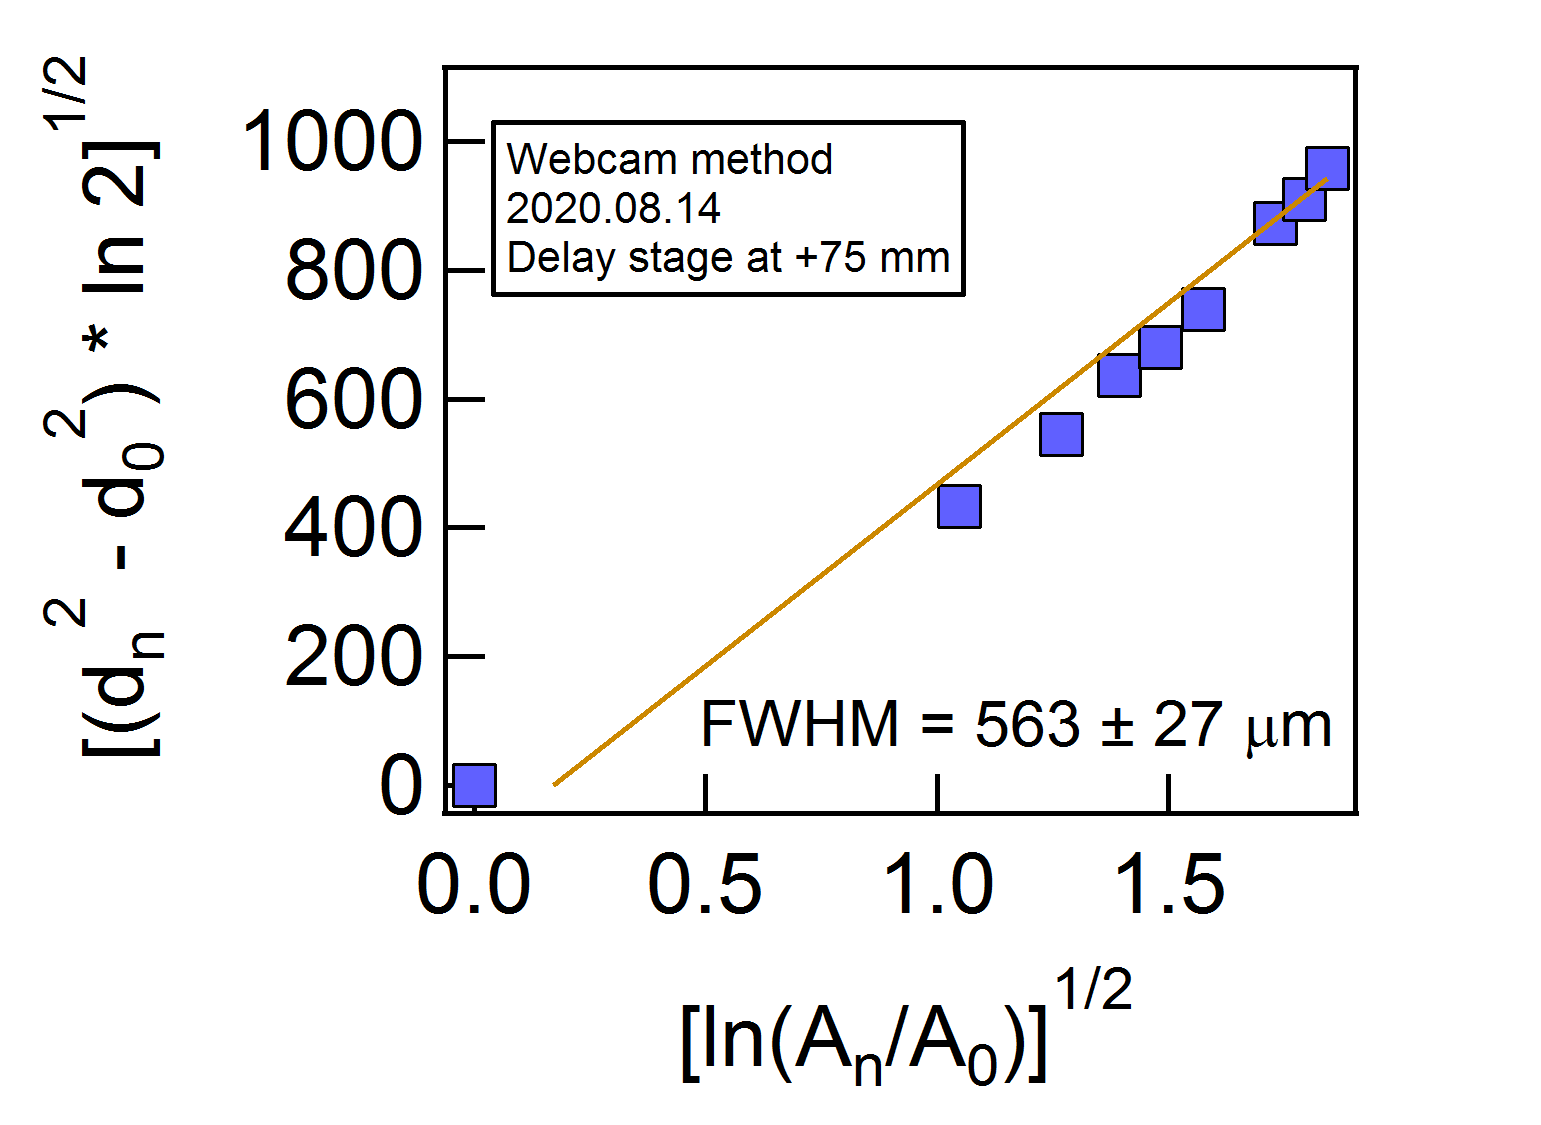 [(dn2 - d02) * ln 2]1/2
1000
800
600
400
200
0
Webcam method
2020.08.14
Delay stage at +75 mm
FWHM = 563 ± 27 μm
0.0 0.5 1.0 1.5
[ln(An/A0)]1/2